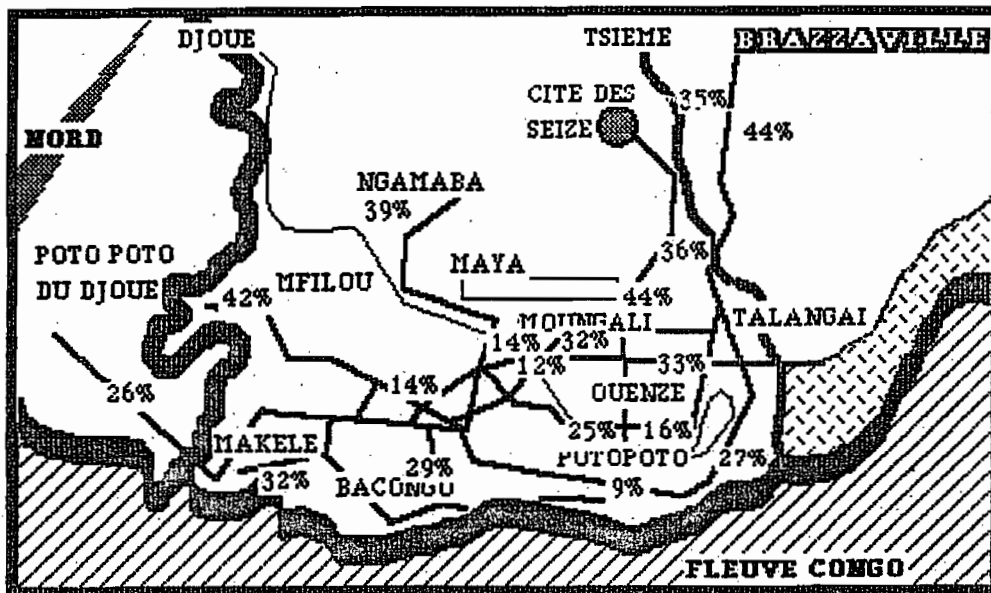 DJOUE
TSIEME
BRAZZAVILLE
CITE DES
SEIZE
35%
44%
NORD
NGAMABA
39%
POTO POTO
DU DJOUE
MFILOU
MAYA
36%
42%
44%
MOUNGALI
TALANGAI
14%
32%
12%
33%
26%
14%
OUENZE
25%
16%
MAKELE
29%
POTOPOTO
27%
32%
BACONGO
9%
FLEUVE CONGO